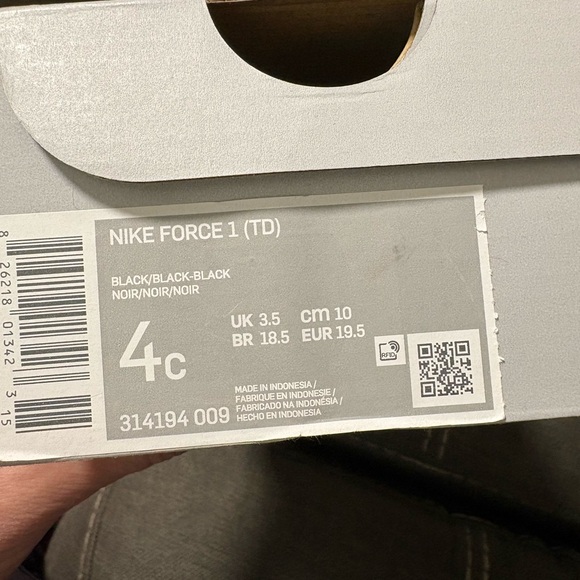 NIKE FORCE 1 (TD)
BLACK/BLACK-BLACK
NOIR/NOIR/NOIR
4C
UK 3.5 CM 10
BR 18.5 EUR 19.5
RFID
MADE IN INDONESIA /
FABRIQUE EN INDONESIE /
FABRICADO NA INDONÉSIA /
HECHO EN INDONESIA
314194 009
8 26218 01342 3 15